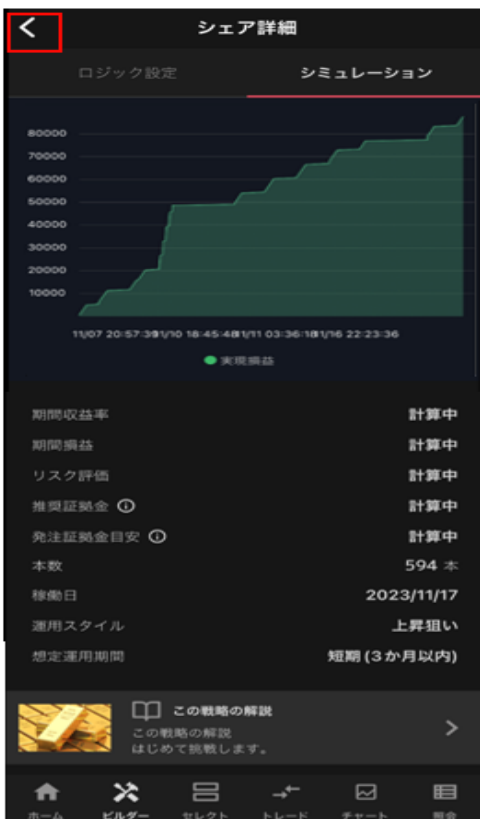 シェア詳細
ロジック設定 シミュレーション
80000
70000
60000
50000
40000
30000
20000
10000
11/07 20:57:39 11/10 18:45:48 11/11 03:36:18 11/16 22:23:36
実現損益
期間収益率 計算中
期間損益 計算中
リスク評価 計算中
推奨証拠金 計算中
発注証拠金目安 計算中
本数 594 本
稼働日 2023/11/17
運用スタイル 上昇狙い
想定運用期間 短期(3か月以内)
この戦略の解説
この戦略の解説
はじめて挑戦します。
ホーム ビルダー セレクト トレード チャート 照会